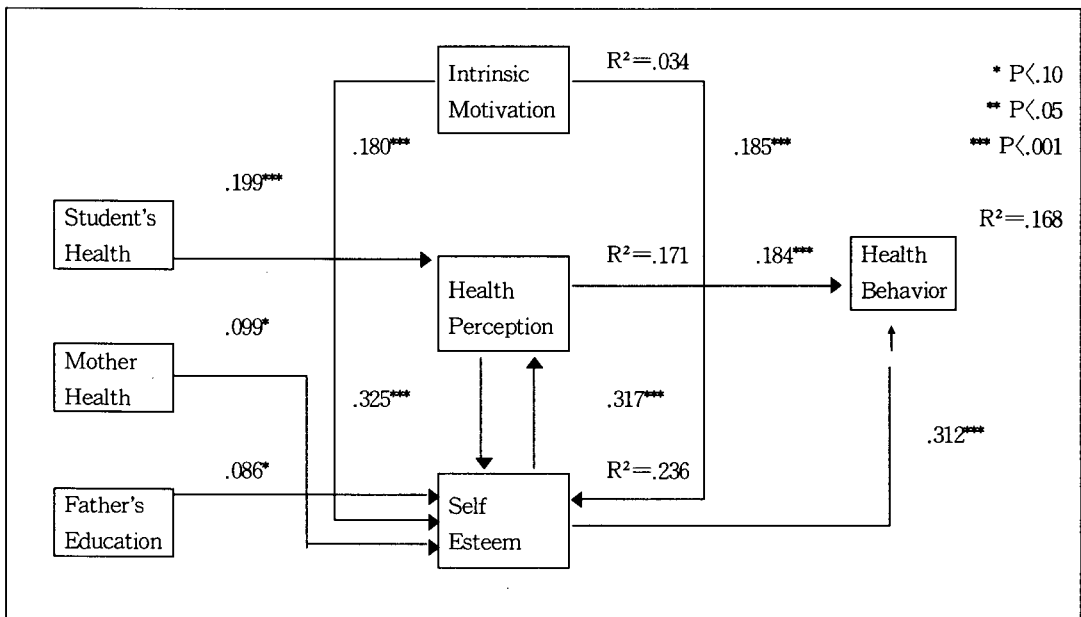 Intrinsic
Motivation
R²=.034
* P<.10
** P<.05
*** P<.001
.180***
.185***
.199***
Student's
Health
R²=.168
Health
Perception
R²=.171
.184***
Health
Behavior
.099*
Mother
Health
.325***
.317***
.312***
.086*
R²=.236
Father's
Education
Self
Esteem